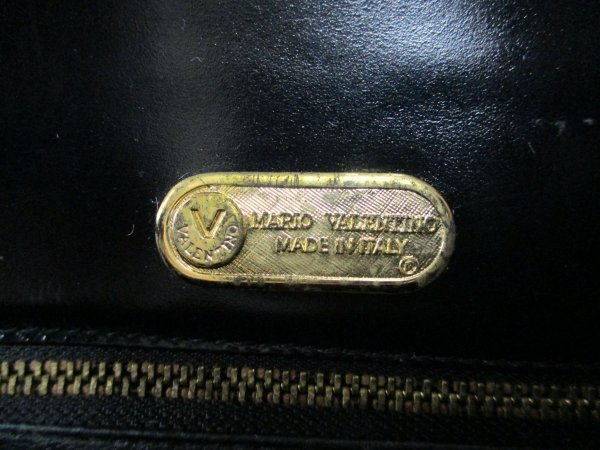 V
VALENTINO
MARIO VALENTINO
MADE IN ITALY
©